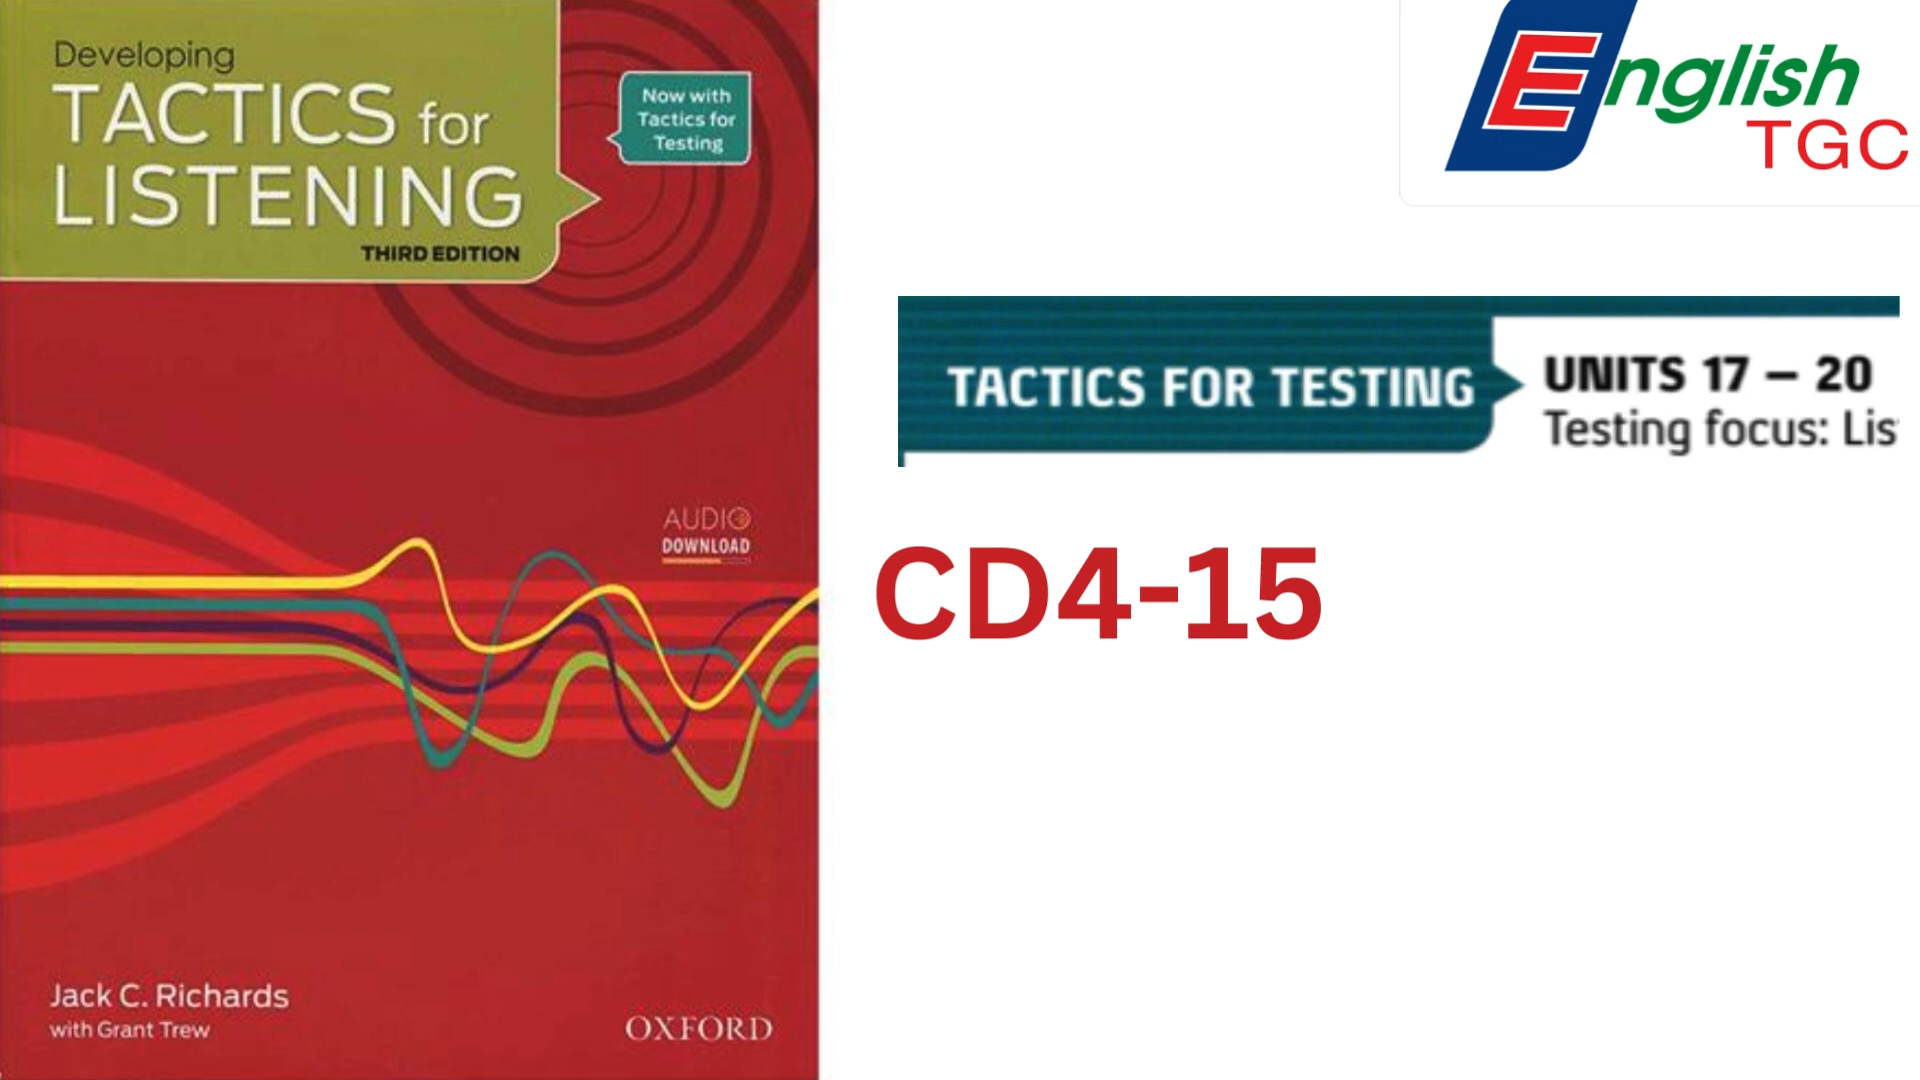 Developing
TACTICS for
LISTENING
THIRD EDITION
Now with
Tactics for
Testing
AUDIO
DOWNLOAD
Jack C. Richards
with Grant Trew
OXFORD
English
TGC
TACTICS FOR TESTING
UNITS 17 – 20
Testing focus: Lis
CD4-15